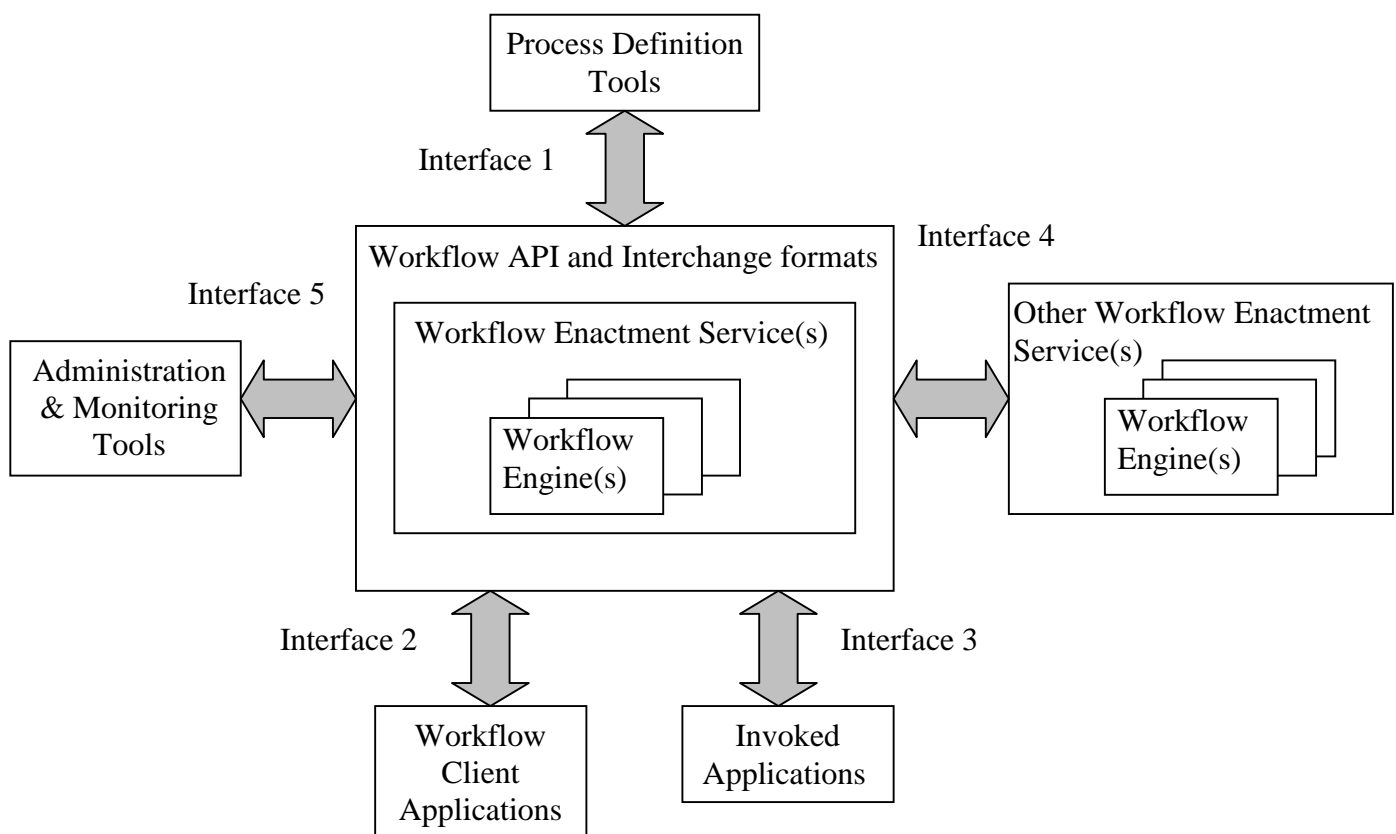 Process Definition
Tools
Interface 1
Interface 4
Workflow API and Interchange formats
Interface 5
Other Workflow Enactment
Service(s)
Workflow Enactment Service(s)
Administration
& Monitoring
Tools
Workflow
Engine(s)
Workflow
Engine(s)
Interface 2
Interface 3
Workflow
Client
Applications
Invoked
Applications